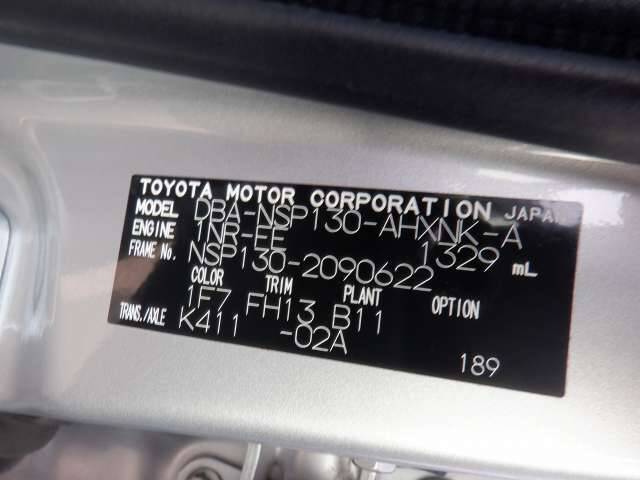 TOYOTA MOTOR CORPORATION JAPAN
MODEL DBA-NSP130-AHXNK-A
ENGINE 1NR-FE 1329 mL
FRAME No. NSP130-2090622
COLOR TRIM PLANT OPTION
1F7 FH13 B11
TRANS./AXLE K411 -02A
189